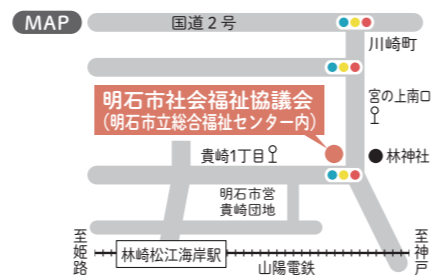 MAP
国道2号
川崎町
明石市社会福祉協議会
（明石市立総合福祉センター内）
宮の上南口
貴崎1丁目
林神社
明石市営
貴崎団地
至姫路
林崎松江海岸駅
山陽電鉄
至神戸